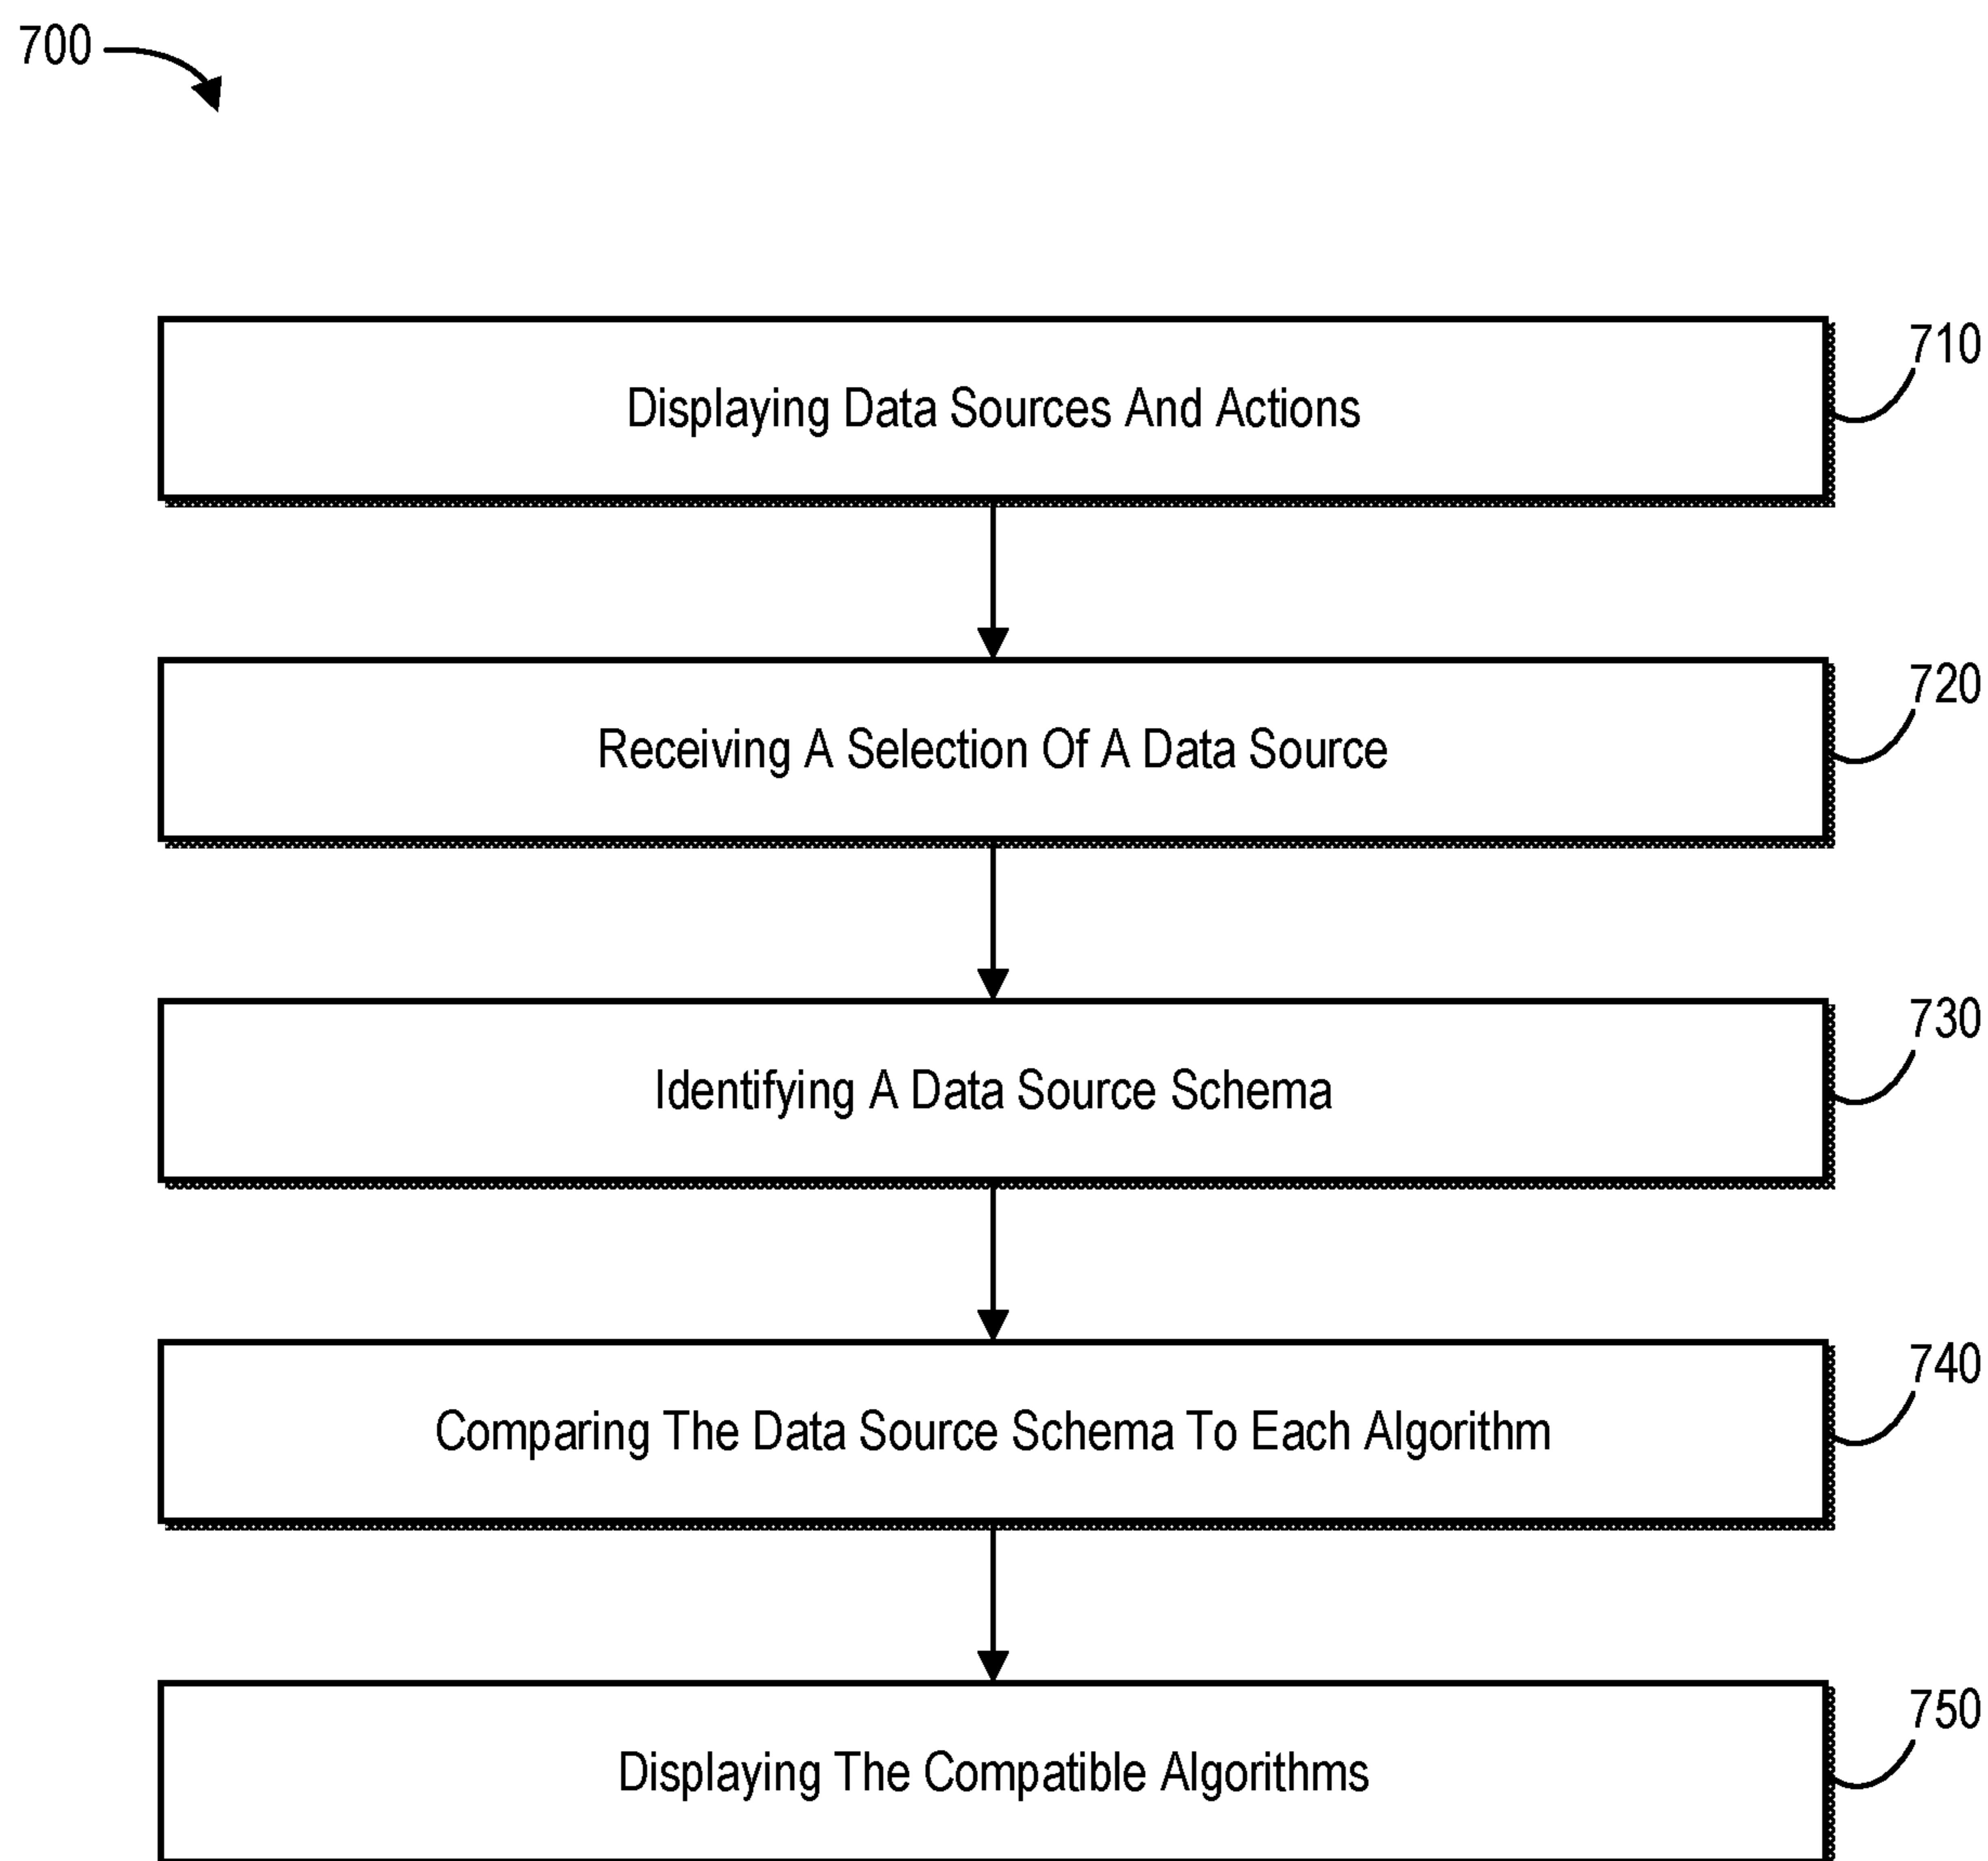 700
710
Displaying Data Sources And Actions
720
Receiving A Selection Of A Data Source
730
Identifying A Data Source Schema
740
Comparing The Data Source Schema To Each Algorithm
750
Displaying The Compatible Algorithms